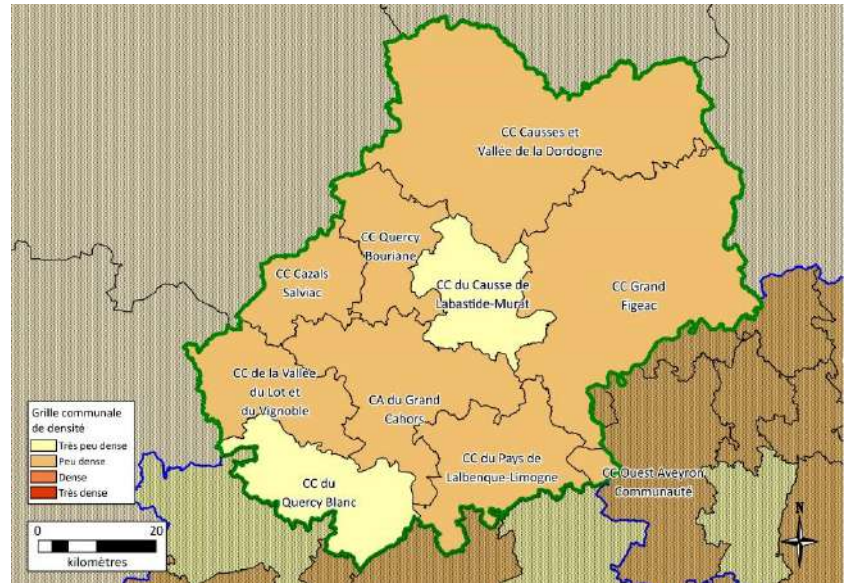 CC Causses et
Vallée de la Dordogne
CC Quercy
Bouriane
CC Cazals
Salviac
CC du Causse de
Labastide-Murat
CC Grand
Figeac
CC de la Vallée
du Lot et
du Vignoble
CA du Grand
Cahors
CC du Pays de
Lalbenque-Limogne
CC Ouest Aveyron
Communauté
CC du
Quercy Blanc
Grille communale
de densité
Très peu dense
Peu dense
Dense
Très dense
0 20
kilomètres
N